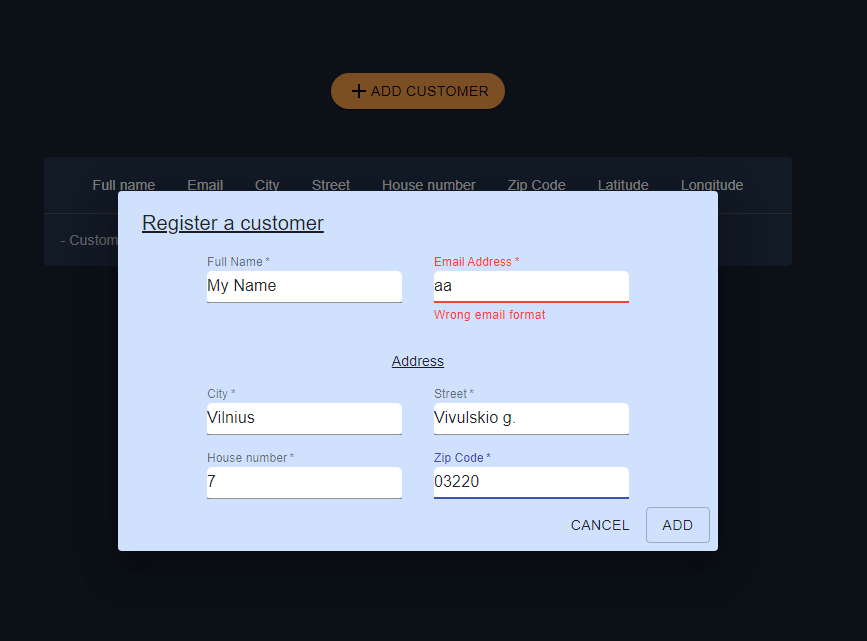 ADD CUSTOMER
Full name Email City Street House number Zip Code Latitude Longitude
- Custom
Register a customer
Full Name *
Email Address *
My Name
aa
Wrong email format
Address
City *
Street *
Vilnius
Vivulskio g.
House number *
Zip Code *
7
03220
CANCEL
ADD